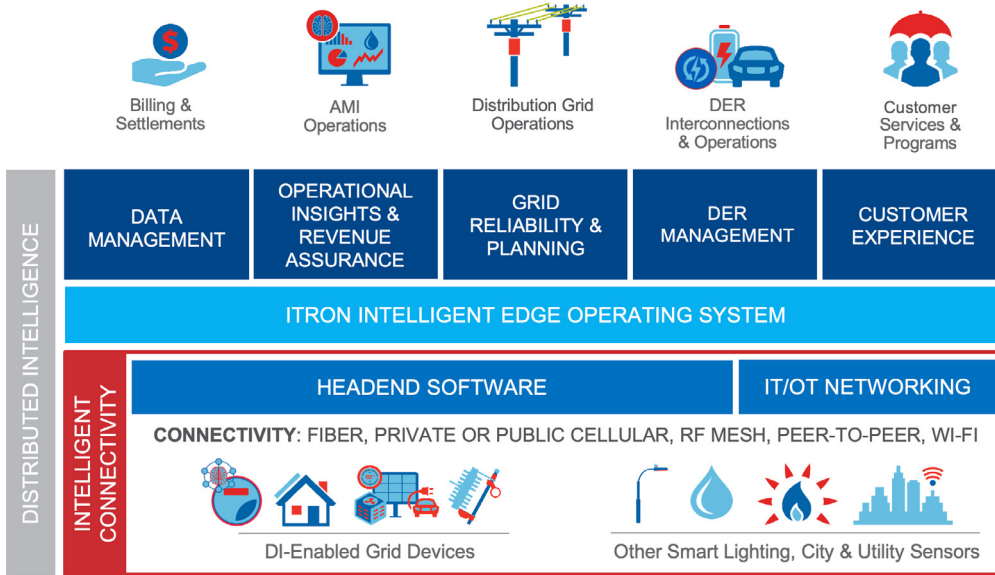 $
Billing &
Settlements
AMI
Operations
Distribution Grid
Operations
DER
Interconnections
& Operations
Customer
Services &
Programs
DISTRIBUTED INTELLIGENCE
DATA
MANAGEMENT
OPERATIONAL
INSIGHTS &
REVENUE
ASSURANCE
GRID
RELIABILITY &
PLANNING
DER
MANAGEMENT
CUSTOMER
EXPERIENCE
ITRON INTELLIGENT EDGE OPERATING SYSTEM
INTELLIGENT
CONNECTIVITY
HEADEND SOFTWARE
IT/OT NETWORKING
CONNECTIVITY: FIBER, PRIVATE OR PUBLIC CELLULAR, RF MESH, PEER-TO-PEER, WI-FI
DI-Enabled Grid Devices
Other Smart Lighting, City & Utility Sensors